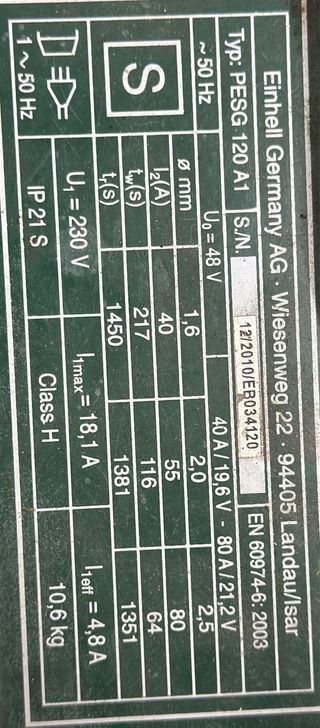 Einhell Germany AG · Wiesenweg 22 · 94405 Landau/Isar
Typ: PESG 120 A1 S./N. 12/2010/EB034120 EN 60974-6: 2003
~50 Hz U₀ = 48 V 40 A / 19,6 V - 80 A / 21,2 V
S ø mm 1,6 2,0 2,5
I₂(A) 40 55 80
tw(s) 217 116 64
tr(s) 1450 1381 1351
1 ~ 50 Hz U₁ = 230 V I₁max = 18,1 A I₁eff = 4,8 A
IP 21 S Class H 10,6 kg